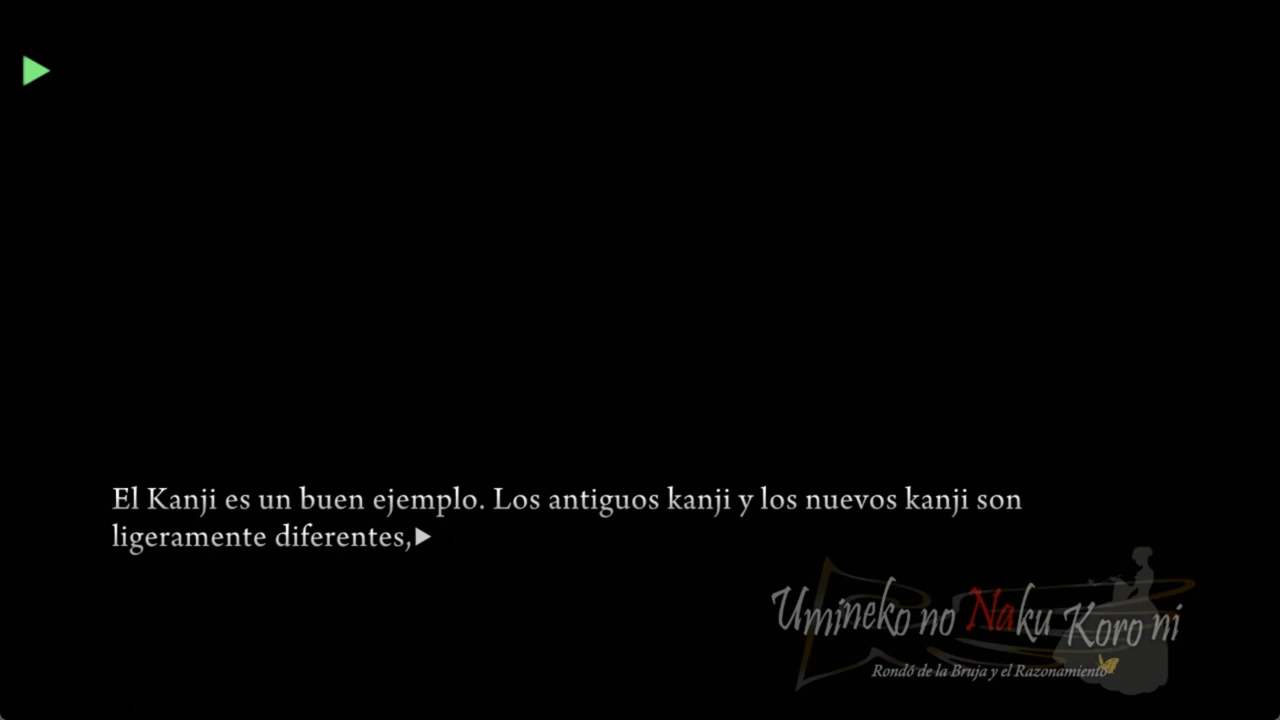 El Kanji es un buen ejemplo. Los antiguos kanji y los nuevos kanji son
ligeramente diferentes,
Umineko no Naku Koro ni
Rondó de la Bruja y el Razonamiento